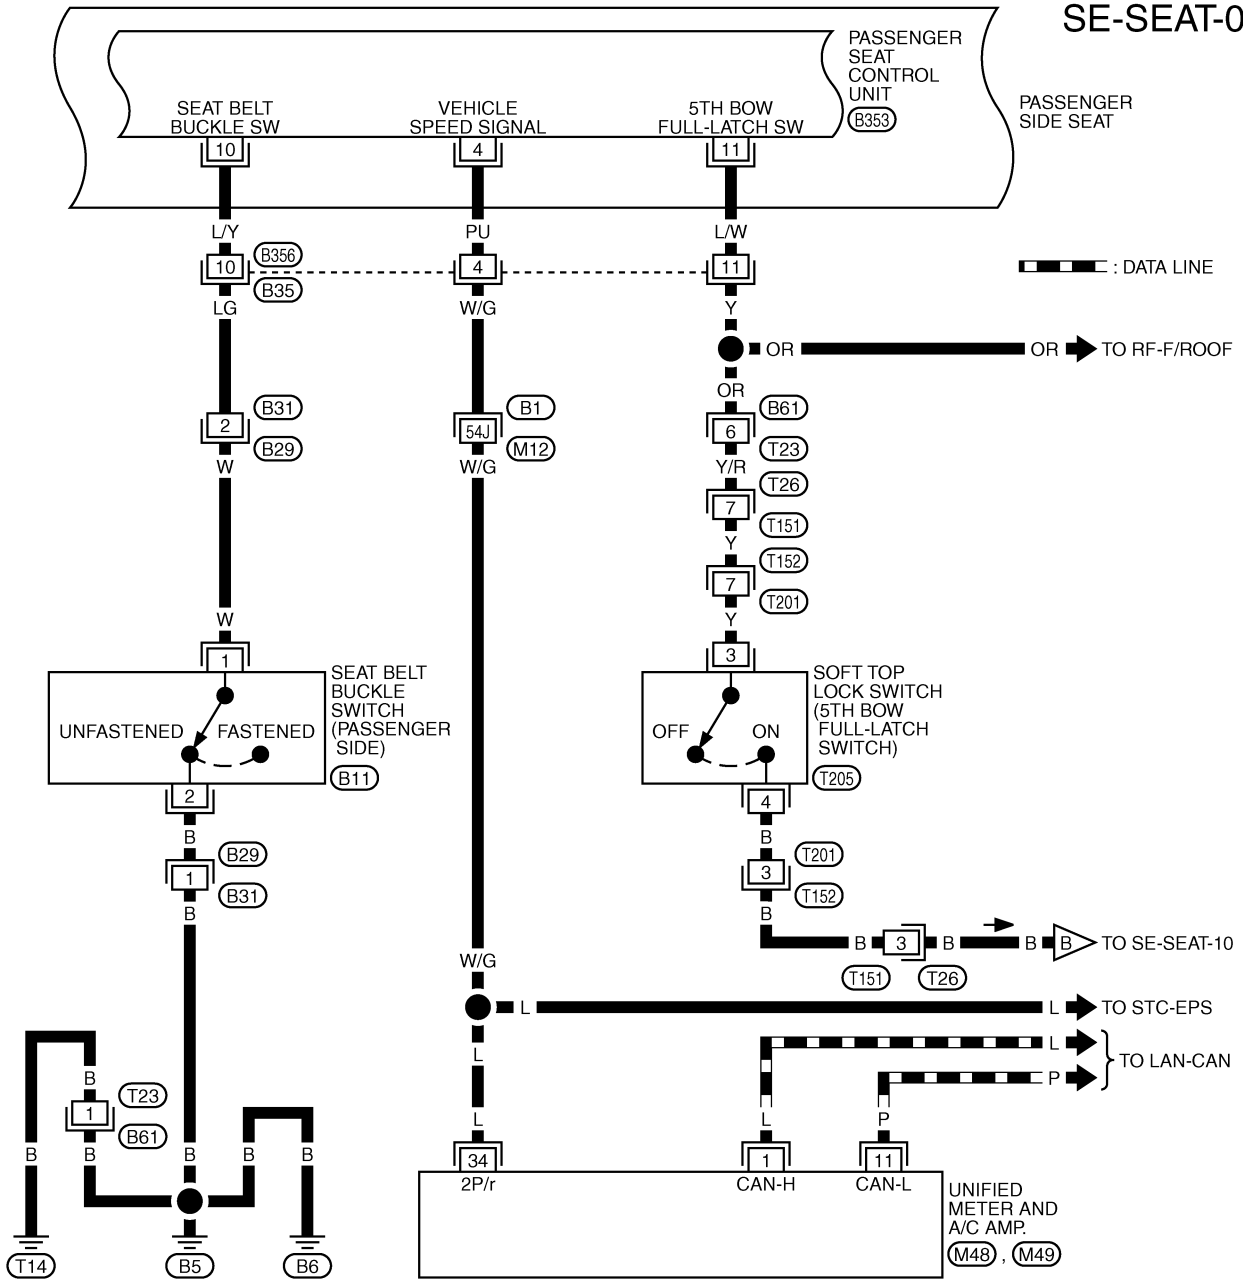 SE-SEAT-0
PASSENGER
SEAT
CONTROL
UNIT
B353
PASSENGER
SIDE SEAT
SEAT BELT
BUCKLE SW
VEHICLE
SPEED SIGNAL
5TH BOW
FULL-LATCH SW
10
4
11
L/Y
PU
L/W
10
B356
B35
4
11
: DATA LINE
LG
W/G
Y
OR
OR
TO RF-F/ROOF
OR
2
B31
B29
54J
B1
M12
6
B61
T23
W
W/G
Y/R
7
T26
T151
Y
7
T152
T201
W
Y
1
3
SEAT BELT
BUCKLE
SWITCH
(PASSENGER
SIDE)
B11
UNFASTENED
FASTENED
SOFT TOP
LOCK SWITCH
(5TH BOW
FULL-LATCH
SWITCH)
T205
OFF
ON
2
4
B
B
1
B29
B31
3
T201
T152
B
B
B
3
B
B
B
TO SE-SEAT-10
T151
T26
W/G
L
L
TO STC-EPS
L
L
TO LAN-CAN
P
B
1
T23
B61
L
L
P
B
B
B
B
B
34
1
11
2P/r
CAN-H
CAN-L
UNIFIED
METER AND
A/C AMP.
M48 , M49
T14
B5
B6